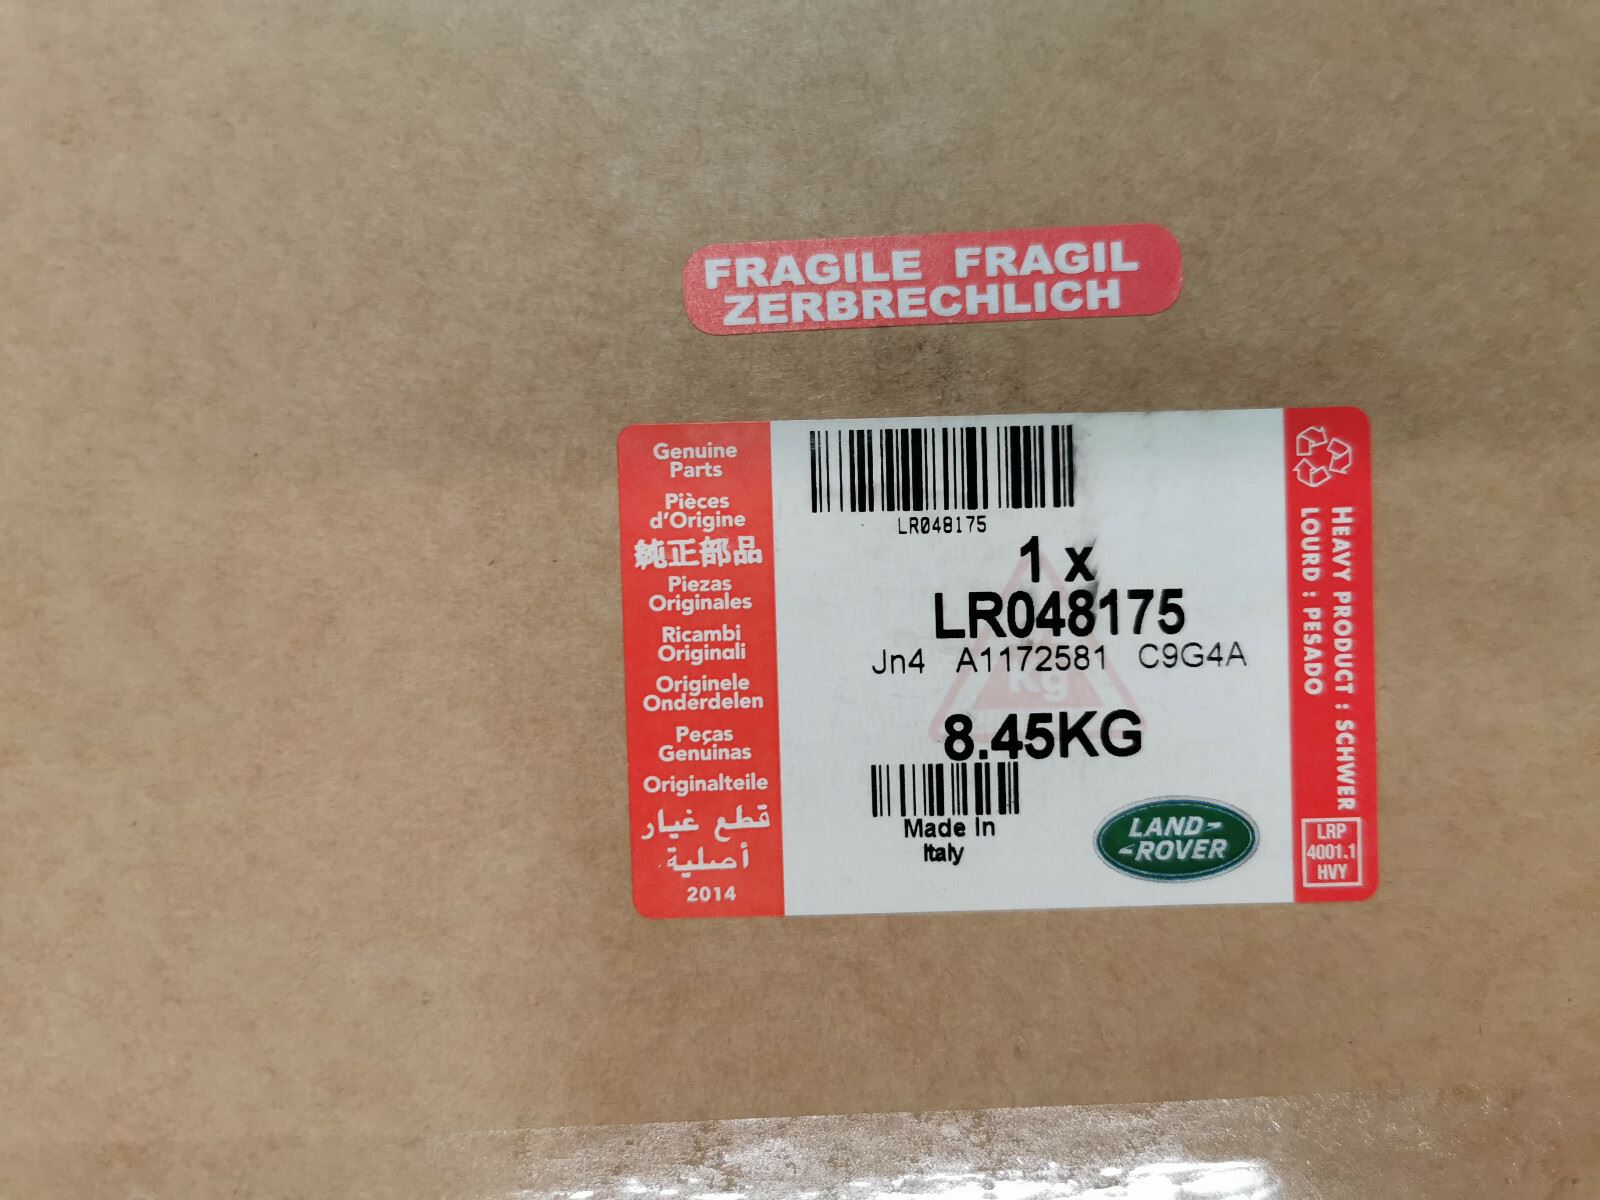 FRAGILE FRAGIL
ZERBRECHLICH
Genuine
Parts
Pièces
d'Origine
純正部品
Piezas
Originales
Ricambi
Originali
Originele
Onderdelen
Peças
Genuinas
Originalteile
قطع غيار
أصلية
2014
LR048175
1 x
LR048175
Jn4 A1172581 C9G4A
Kg
8.45KG
Made In
Italy
LAND-
-ROVER
HEAVY PRODUCT : SCHWER
LOURD : PESADO
LRP
4001.1
HVY